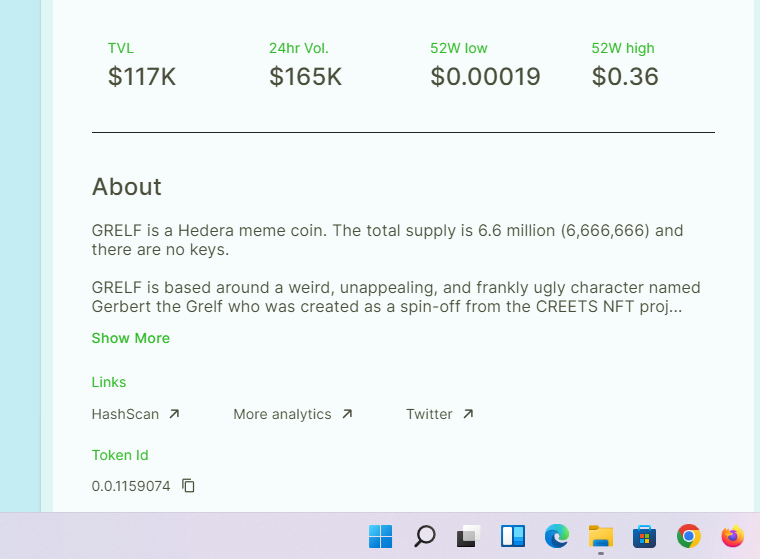 TVL 24hr Vol. 52W low 52W high
$117K $165K $0.00019 $0.36
About
GRELF is a Hedera meme coin. The total supply is 6.6 million (6,666,666) and
there are no keys.
GRELF is based around a weird, unappealing, and frankly ugly character named
Gerbert the Grelf who was created as a spin-off from the CREETS NFT proj...
Show More
Links
HashScan More analytics Twitter
Token Id
0.0.1159074